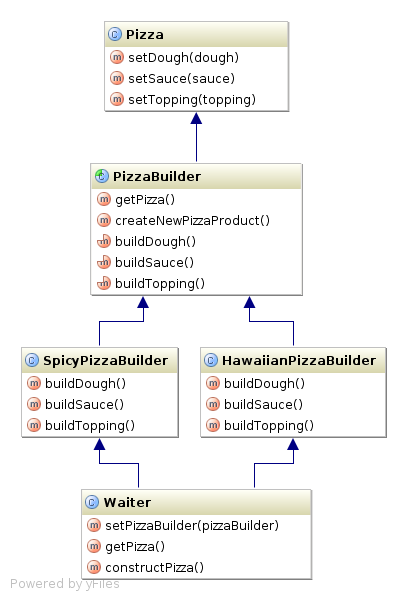 Pizza
setDough(dough)
setSauce(sauce)
setTopping(topping)
PizzaBuilder
getPizza()
createNewPizzaProduct()
buildDough()
buildSauce()
buildTopping()
SpicyPizzaBuilder
buildDough()
buildSauce()
buildTopping()
HawaiianPizzaBuilder
buildDough()
buildSauce()
buildTopping()
Waiter
setPizzaBuilder(pizzaBuilder)
getPizza()
constructPizza()
Powered by yFiles